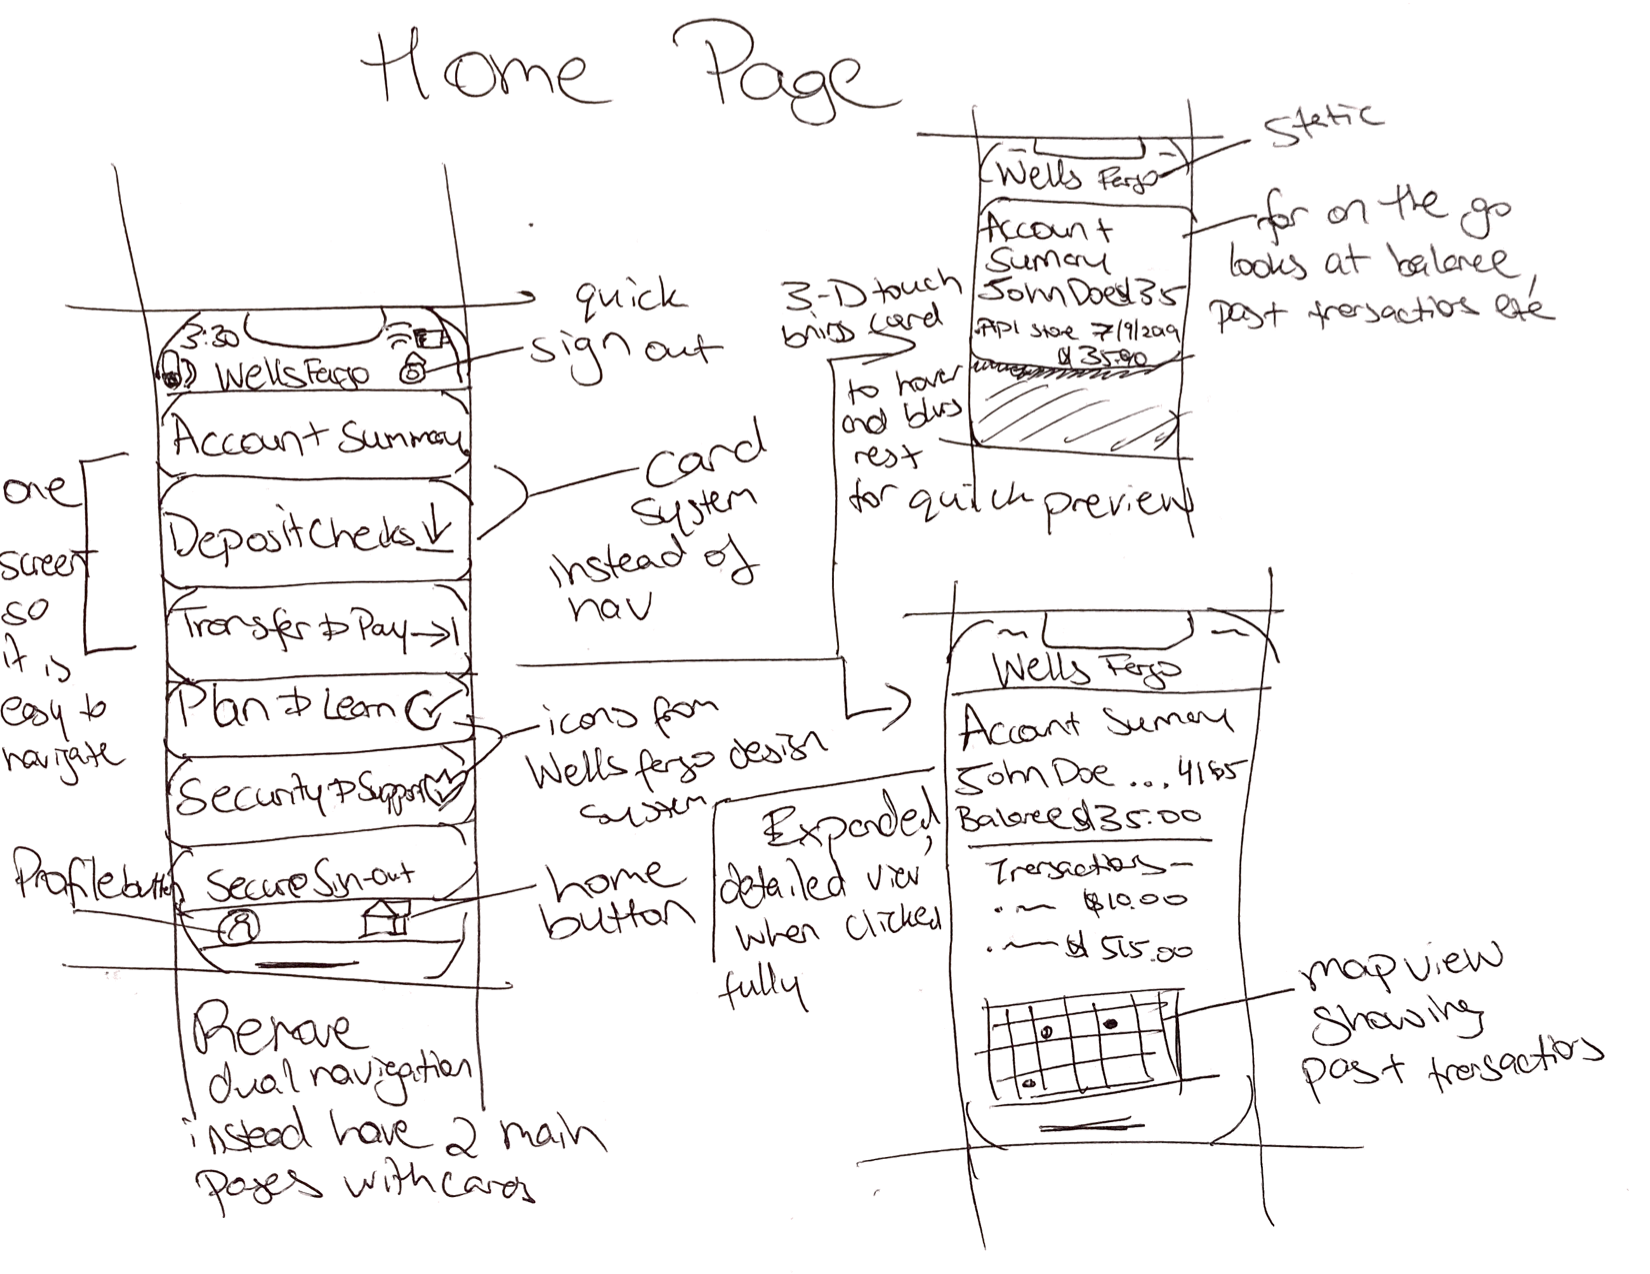 Home Page
3:30
Wells Fargo
Account Summary
Deposit Checks
Transfer & Pay
Plan & Learn
Security & Support
Secure Sign-out
quick
sign out
one
screen
so
it is
easy to
navigate
card
system
instead of
nav
icons from
Wells fargo design
system
Profile button
home
button
Remove
dual navigation
instead have 2 main
pages with cards
3-D touch
brings card
to hover
and blurs
rest
for quick preview
Wells Fargo
Account
Summary
John Doe $35
7/9/2019
$35.90
static
for on the go
looks at balance,
past transactions etc
Expanded,
detailed view
when clicked
fully
Wells Fargo
Account Summary
John Doe ... 4165
Balance $35.00
Transactions -
$10.00
$515.00
map view
showing
past transactions